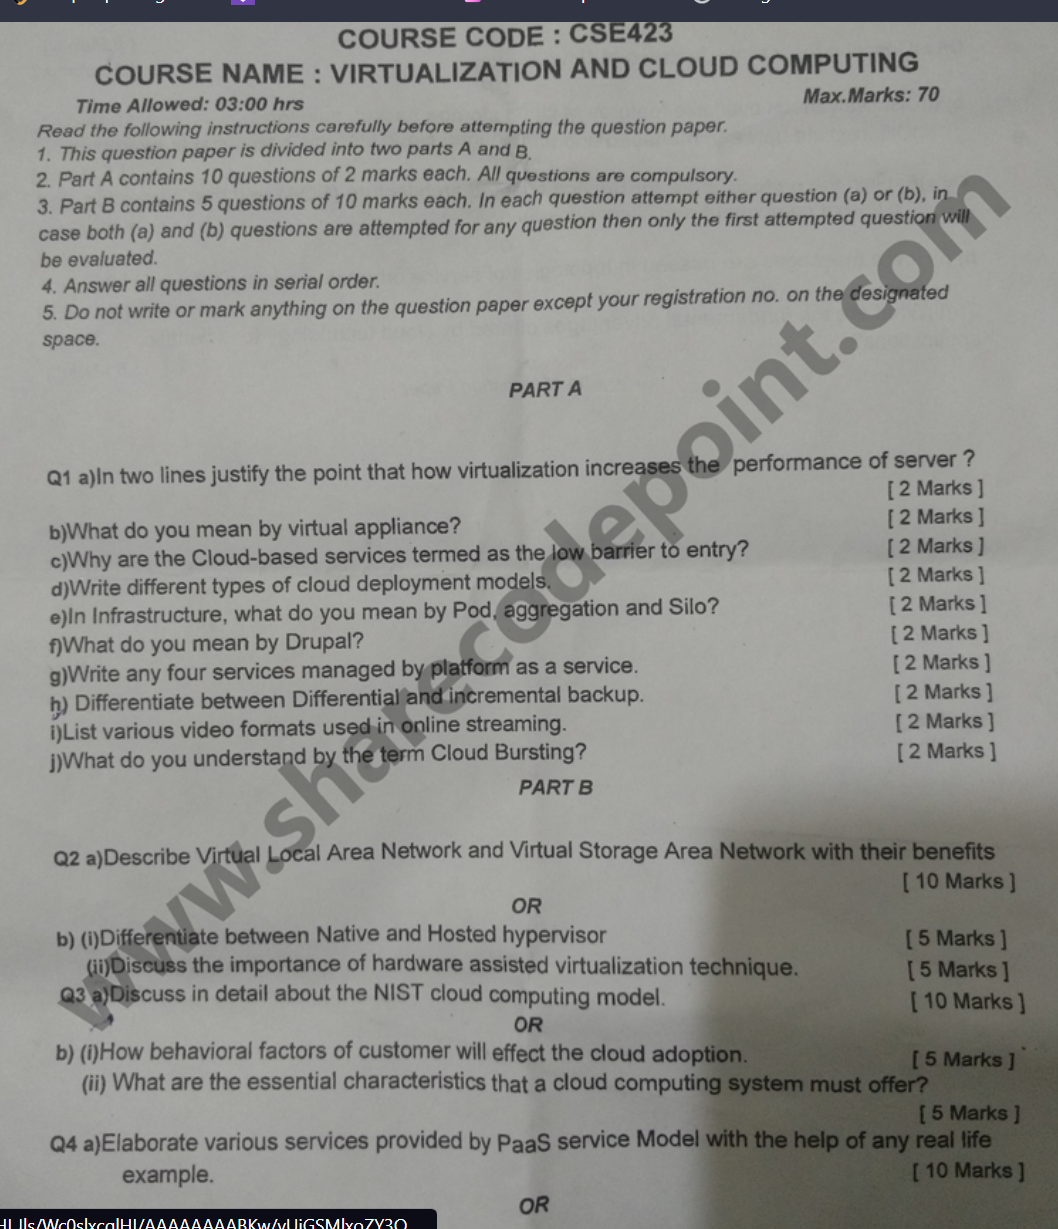 COURSE CODE : CSE423
COURSE NAME : VIRTUALIZATION AND CLOUD COMPUTING
Time Allowed: 03:00 hrs Max.Marks: 70
Read the following instructions carefully before attempting the question paper.
1. This question paper is divided into two parts A and B.
2. Part A contains 10 questions of 2 marks each. All questions are compulsory.
3. Part B contains 5 questions of 10 marks each. In each question attempt either question (a) or (b), in
case both (a) and (b) questions are attempted for any question then only the first attempted question will
be evaluated.
4. Answer all questions in serial order.
5. Do not write or mark anything on the question paper except your registration no. on the designated
space.
PART A
Q1 a)In two lines justify the point that how virtualization increases the performance of server ?
[ 2 Marks ]
b)What do you mean by virtual appliance? [ 2 Marks ]
c)Why are the Cloud-based services termed as the low barrier to entry? [ 2 Marks ]
d)Write different types of cloud deployment models. [ 2 Marks ]
e)In Infrastructure, what do you mean by Pod, aggregation and Silo? [ 2 Marks ]
f)What do you mean by Drupal? [ 2 Marks ]
g)Write any four services managed by platform as a service. [ 2 Marks ]
h) Differentiate between Differential and incremental backup. [ 2 Marks ]
i)List various video formats used in online streaming. [ 2 Marks ]
j)What do you understand by the term Cloud Bursting? [ 2 Marks ]
PART B
Q2 a)Describe Virtual Local Area Network and Virtual Storage Area Network with their benefits
[ 10 Marks ]
OR
b) (i)Differentiate between Native and Hosted hypervisor [ 5 Marks ]
(ii)Discuss the importance of hardware assisted virtualization technique. [ 5 Marks ]
Q3 a)Discuss in detail about the NIST cloud computing model. [ 10 Marks ]
OR
b) (i)How behavioral factors of customer will effect the cloud adoption. [ 5 Marks ]
(ii) What are the essential characteristics that a cloud computing system must offer?
[ 5 Marks ]
Q4 a)Elaborate various services provided by PaaS service Model with the help of any real life
example. [ 10 Marks ]
OR
www.sharecodepoint.com